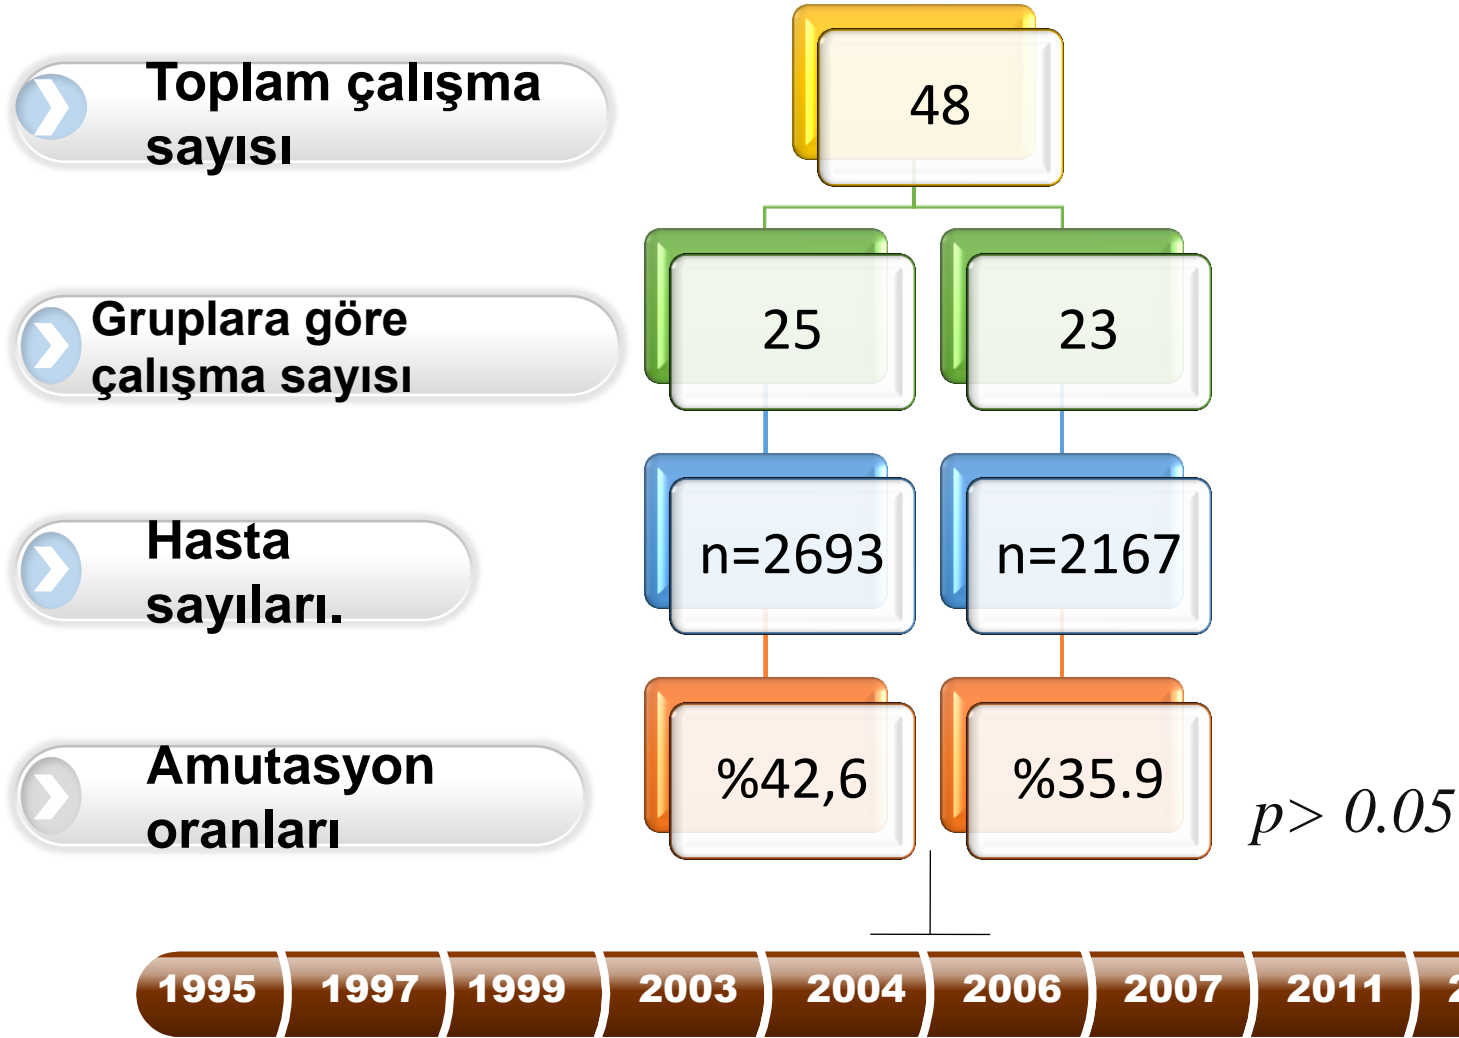 Toplam çalışma
sayısı
48
Gruplara göre
çalışma sayısı
25
23
Hasta
sayıları.
n=2693
n=2167
Amutasyon
oranları
%42,6
%35.9
p> 0.05
1995
1997
1999
2003
2004
2006
2007
2011